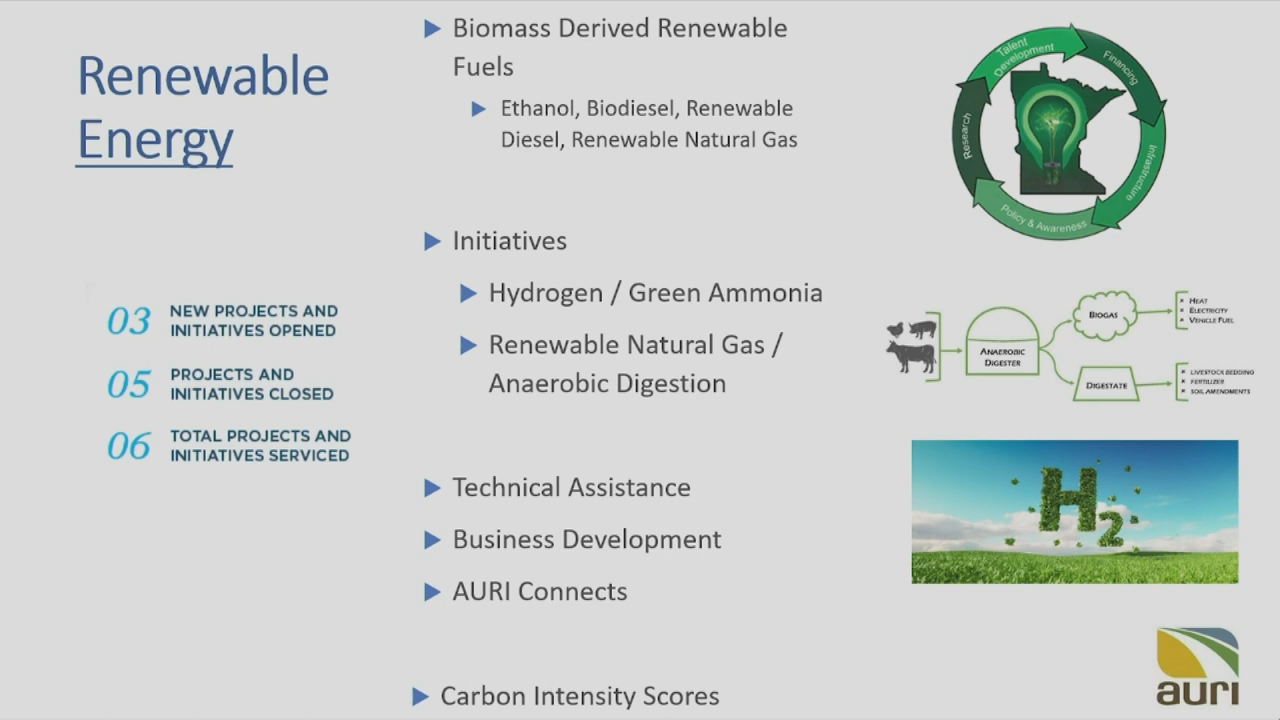 Renewable
Energy
03 NEW PROJECTS AND
INITIATIVES OPENED
05 PROJECTS AND
INITIATIVES CLOSED
06 TOTAL PROJECTS AND
INITIATIVES SERVICED
Biomass Derived Renewable
Fuels
Ethanol, Biodiesel, Renewable
Diesel, Renewable Natural Gas
Initiatives
Hydrogen / Green Ammonia
Renewable Natural Gas /
Anaerobic Digestion
Technical Assistance
Business Development
AURI Connects
Carbon Intensity Scores
Talent
Development
Financing
Infrastructure
Policy & Awareness
Research
ANAEROBIC
DIGESTER
BIOGAS
HEAT
ELECTRICITY
VEHICLE FUEL
DIGESTATE
LIVESTOCK BEDDING
FERTILIZER
SOIL AMENDMENTS
H2
auri